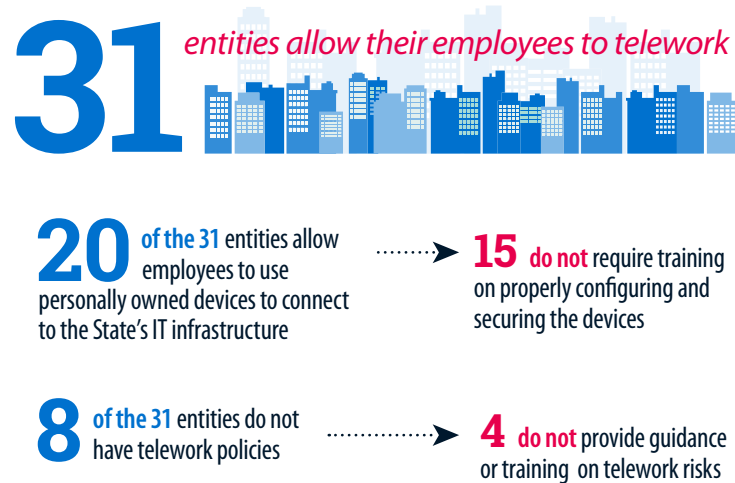 31 entities allow their employees to telework
20 of the 31 entities allow
employees to use
personally owned devices to connect
to the State's IT infrastructure
15 do not require training
on properly configuring and
securing the devices
8 of the 31 entities do not
have telework policies
4 do not provide guidance
or training on telework risks